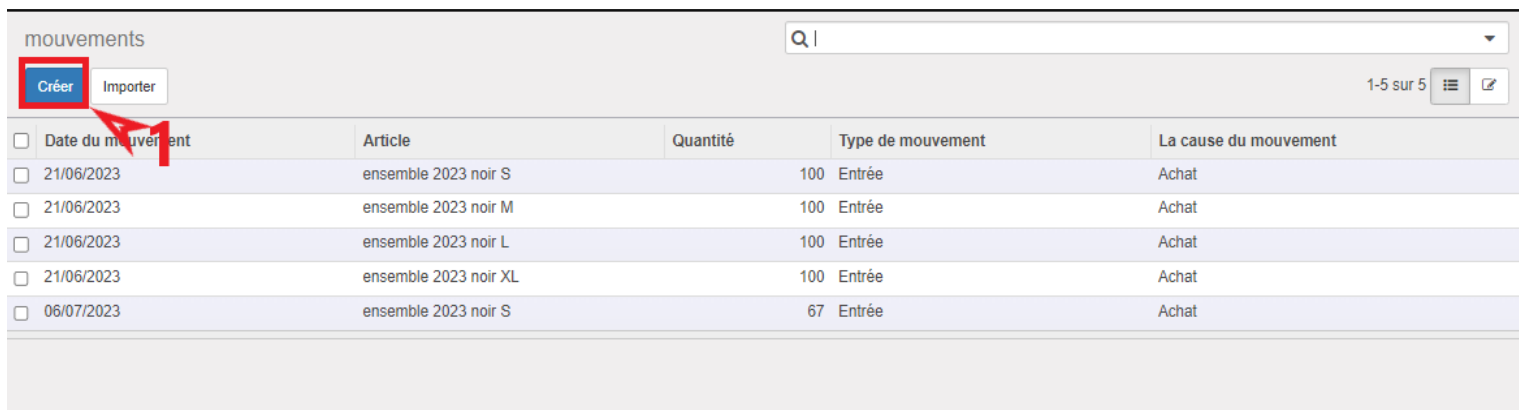 mouvements
Créer Importer 1-5 sur 5
1
Date du mouvement Article Quantité Type de mouvement La cause du mouvement
21/06/2023 ensemble 2023 noir S 100 Entrée Achat
21/06/2023 ensemble 2023 noir M 100 Entrée Achat
21/06/2023 ensemble 2023 noir L 100 Entrée Achat
21/06/2023 ensemble 2023 noir XL 100 Entrée Achat
06/07/2023 ensemble 2023 noir S 67 Entrée Achat